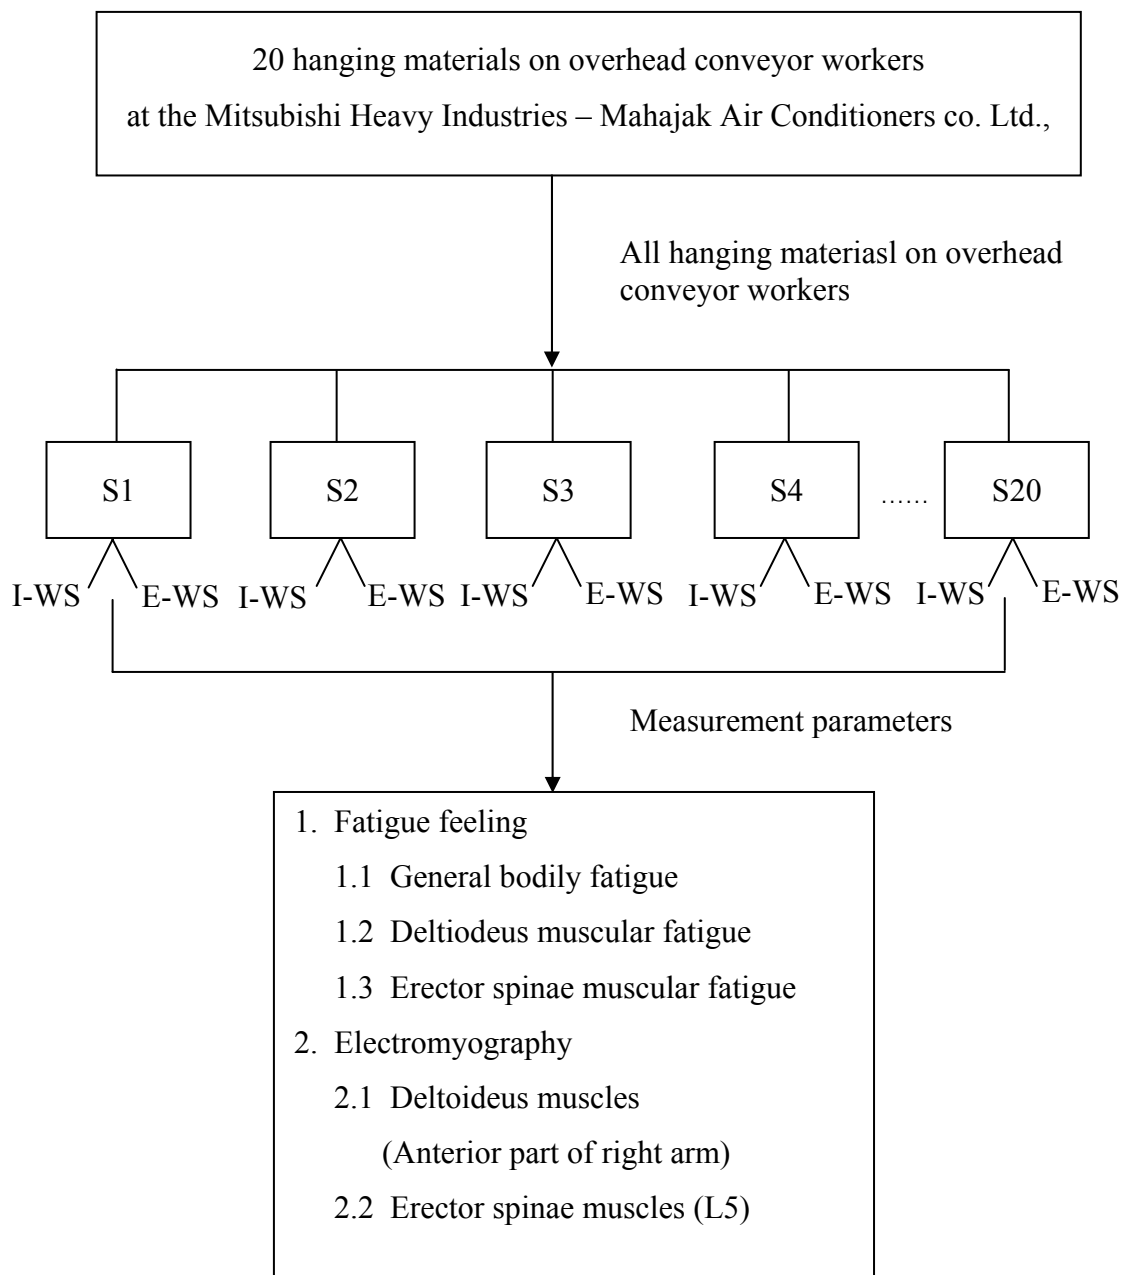 20 hanging materials on overhead conveyor workers
at the Mitsubishi Heavy Industries – Mahajak Air Conditioners co. Ltd.,
All hanging materiasl on overhead
conveyor workers
S1 S2 S3 S4 ...... S20
I-WS E-WS I-WS E-WS I-WS E-WS I-WS E-WS I-WS E-WS
Measurement parameters
1. Fatigue feeling
1.1 General bodily fatigue
1.2 Deltiodeus muscular fatigue
1.3 Erector spinae muscular fatigue
2. Electromyography
2.1 Deltoideus muscles
(Anterior part of right arm)
2.2 Erector spinae muscles (L5)